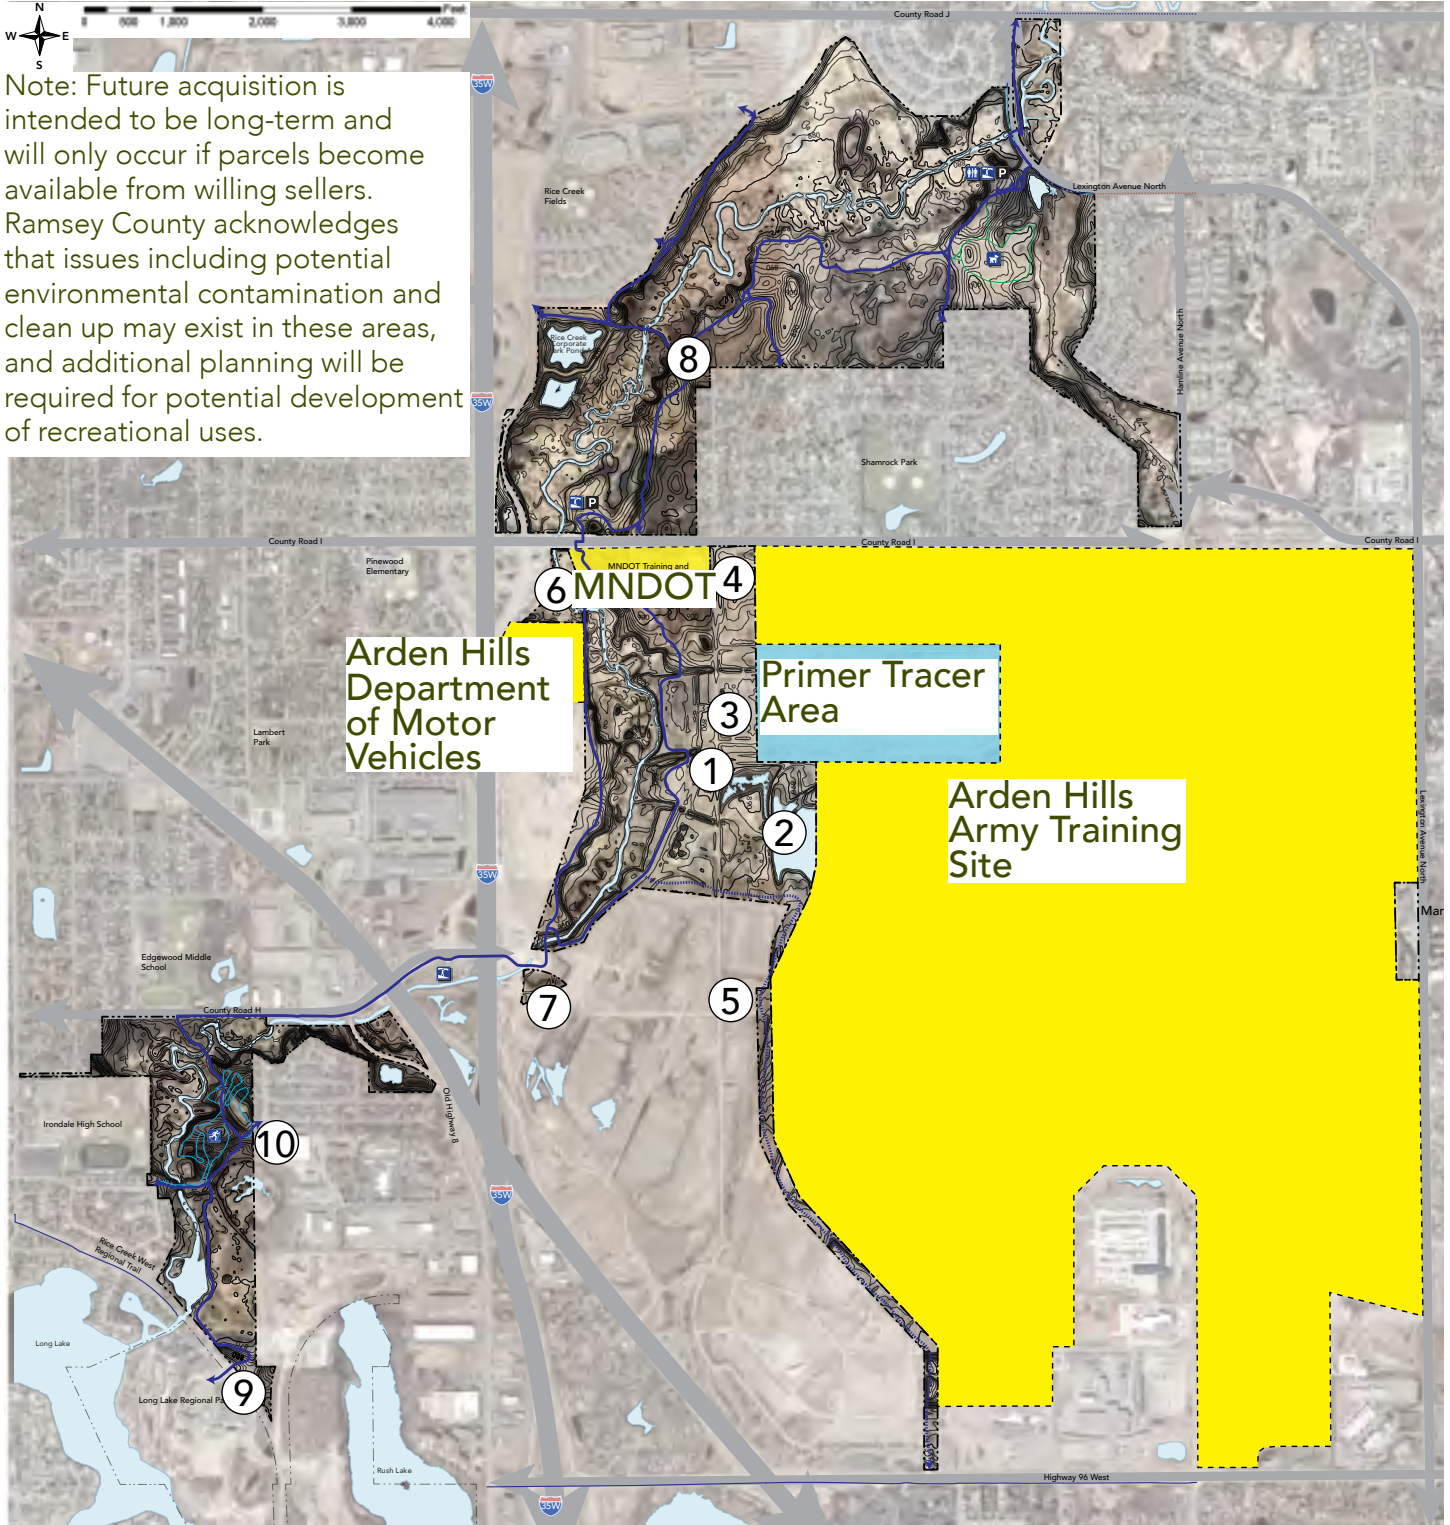 N
W E
S
0 500 1,000 2,000 3,000 4,000 Feet
Note: Future acquisition is
intended to be long-term and
will only occur if parcels become
available from willing sellers.
Ramsey County acknowledges
that issues including potential
environmental contamination and
clean up may exist in these areas,
and additional planning will be
required for potential development
of recreational uses.
County Road J
35W
Rice Creek
Fields
P
Lexington Avenue North
Hamline Avenue North
Rice Creek
Corporate
Park Pond
8
35W
Shamrock Park
P
County Road I
County Road I
County Road I
Pinewood
Elementary
MNDOT Training and
6
MNDOT
4
Arden Hills
Department
of Motor
Vehicles
Primer Tracer
Area
3
Lambert
Park
1
2
Arden Hills
Army Training
Site
Lexington Avenue North
35W
Mar
Edgewood Middle
School
7
5
County Road H
Old Highway 8
Irondale High School
10
35W
Rice Creek West
Regional Trail
Long Lake
9
Long Lake Regional Pa
Rush Lake
Highway 96 West
35W